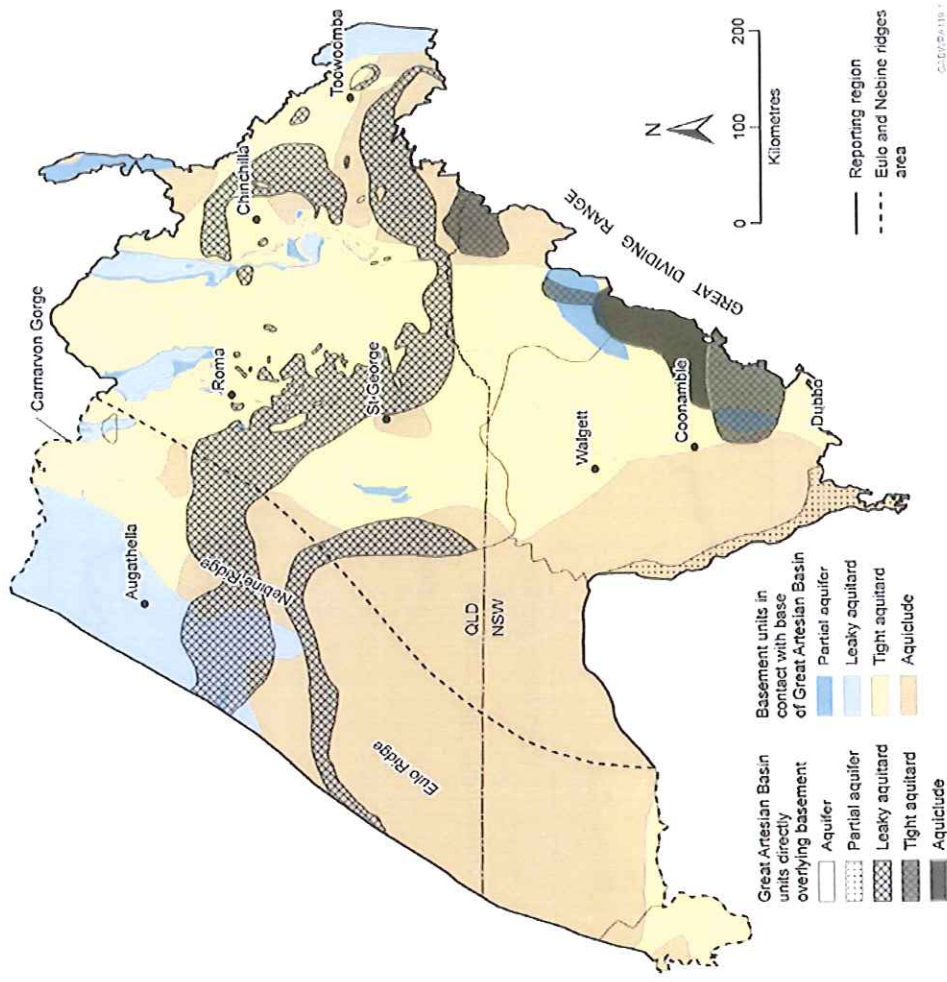 Carnarvon Gorge
Augathella
Roma
Chinchilla
Toowoomba
Nebine Ridge
St George
Eulo Ridge
QLD
NSW
Walgett
Coonamble
Dubbo
GREAT DIVIDING RANGE
N
0 100 200
Kilometres
Reporting region
Eulo and Nebine ridges
area
Great Artesian Basin
units directly
overlying basement
Aquifer
Partial aquifer
Leaky aquitard
Tight aquitard
Aquiclude
Basement units in
contact with base
of Great Artesian Basin
Partial aquifer
Leaky aquitard
Tight aquitard
Aquiclude